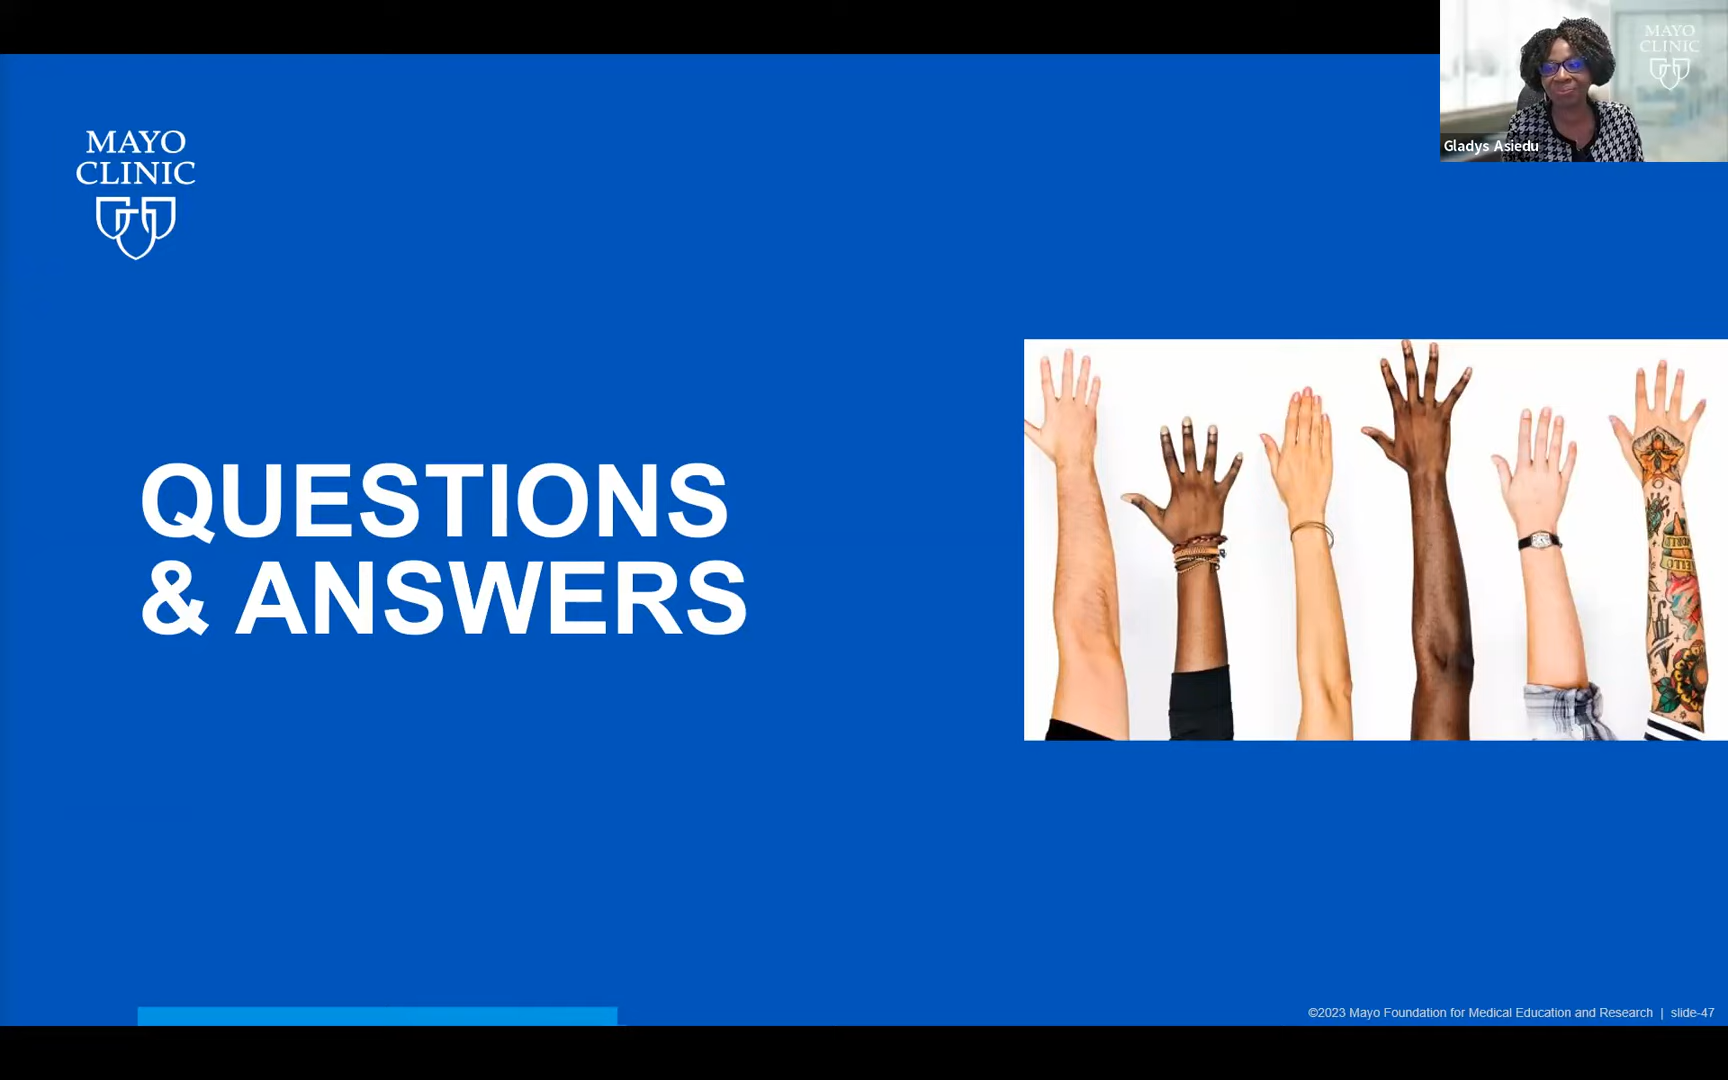 MAYO
CLINIC
Gladys Asiedu
MAYO
CLINIC
QUESTIONS
& ANSWERS
©2023 Mayo Foundation for Medical Education and Research | slide-47